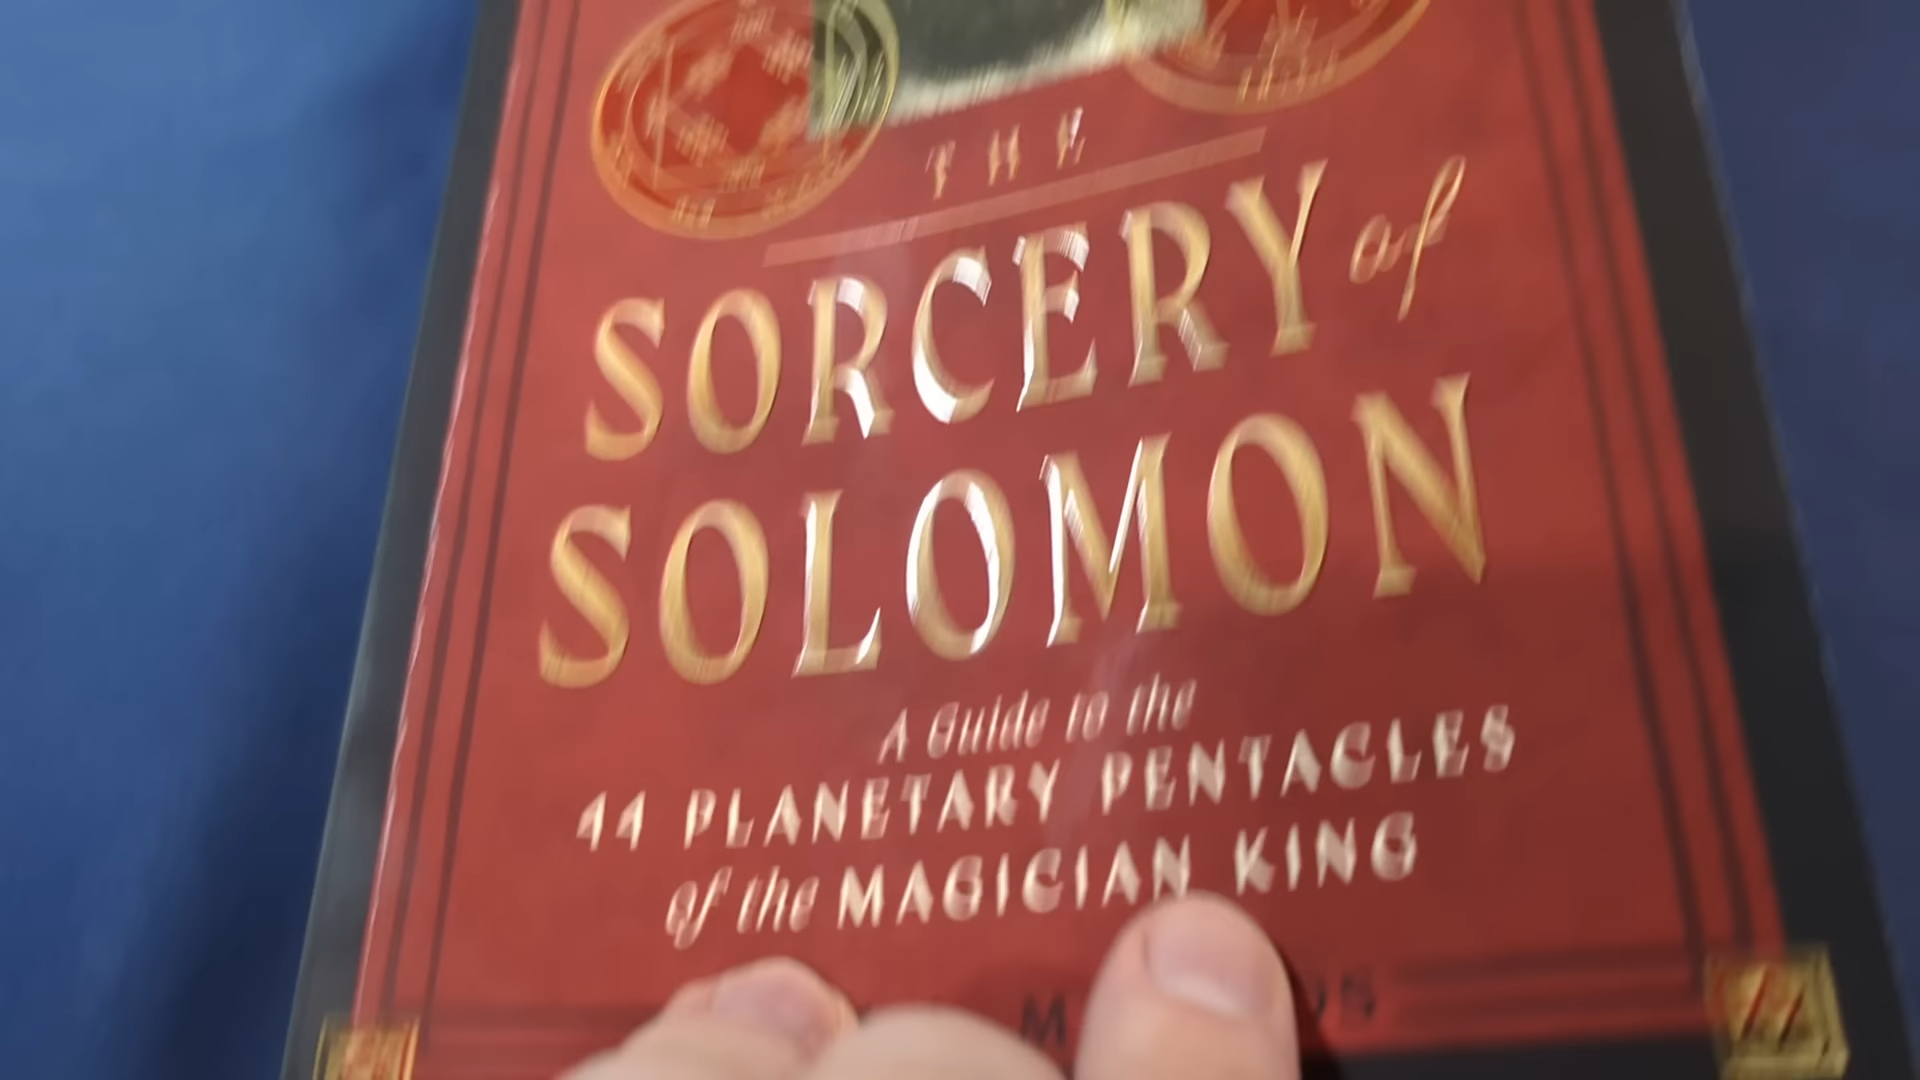 THE
SORCERY of
SOLOMON
A Guide to the
44 PLANETARY PENTACLES
of the MAGICIAN KING